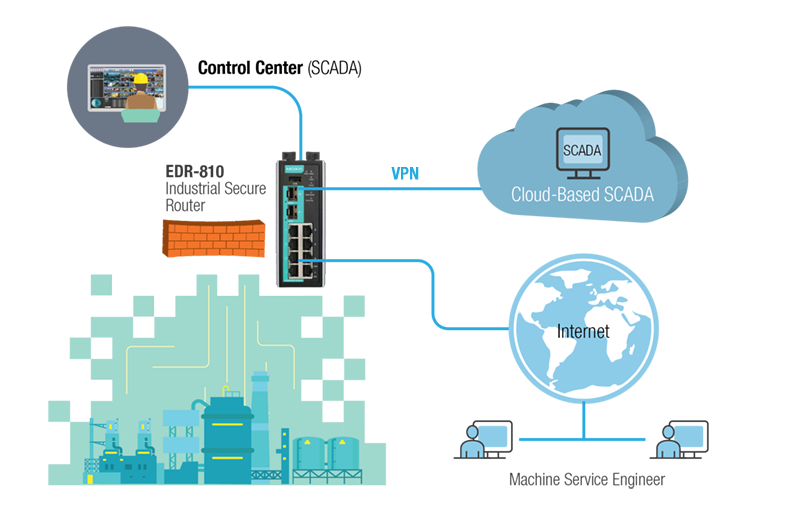 Control Center (SCADA)
EDR-810
Industrial Secure
Router
VPN
SCADA
Cloud-Based SCADA
Internet
Machine Service Engineer